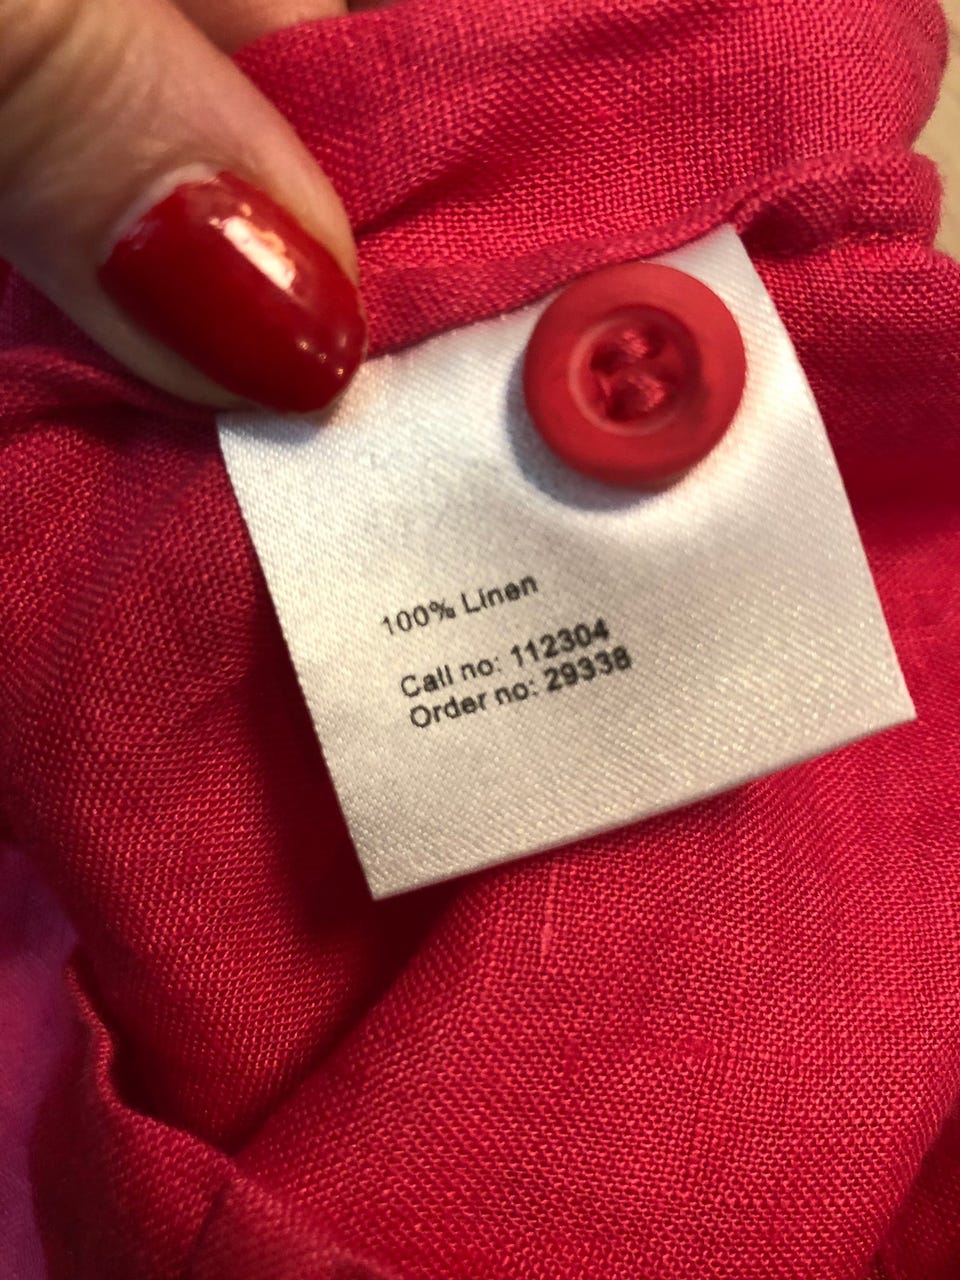 100% Linen
Call no: 112304
Order no: 29338